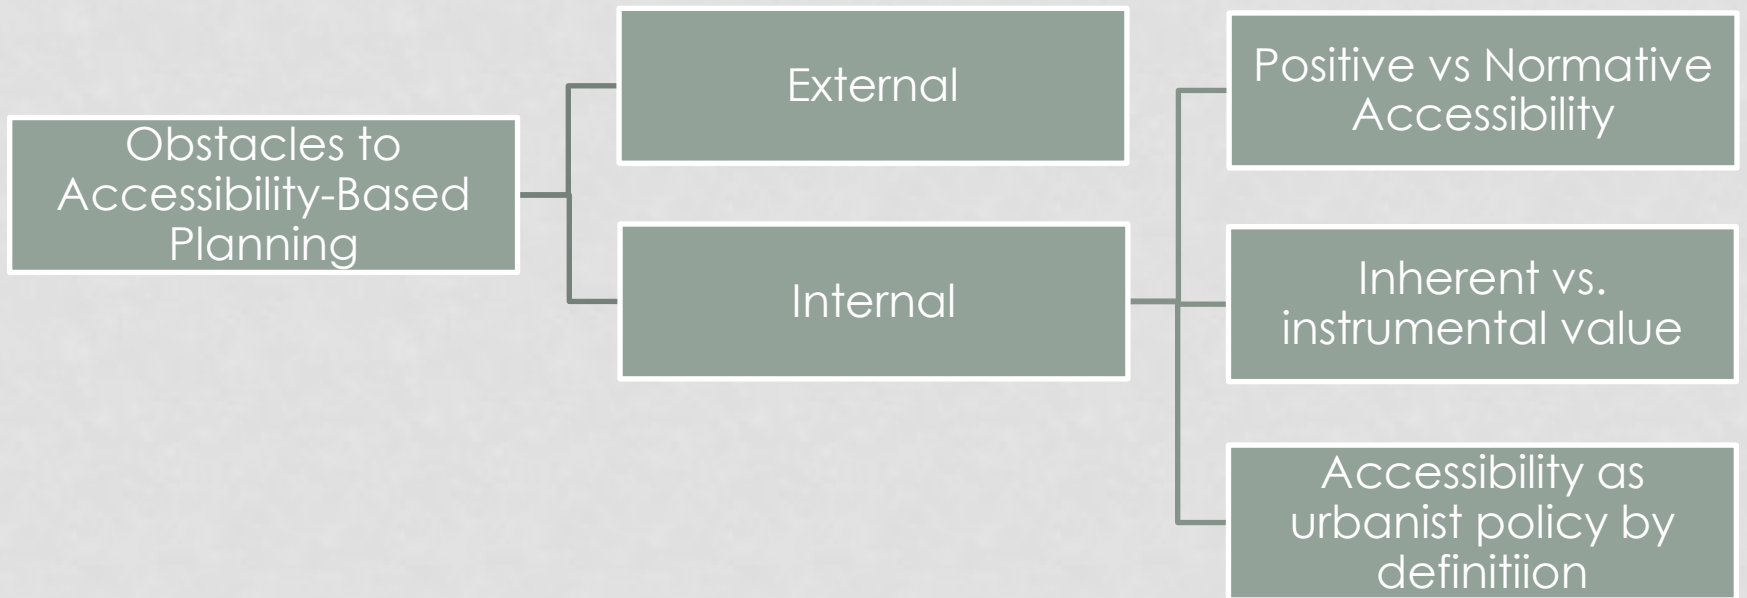 Obstacles to
Accessibility-Based
Planning
External
Internal
Positive vs Normative
Accessibility
Inherent vs.
instrumental value
Accessibility as
urbanist policy by
definitiion